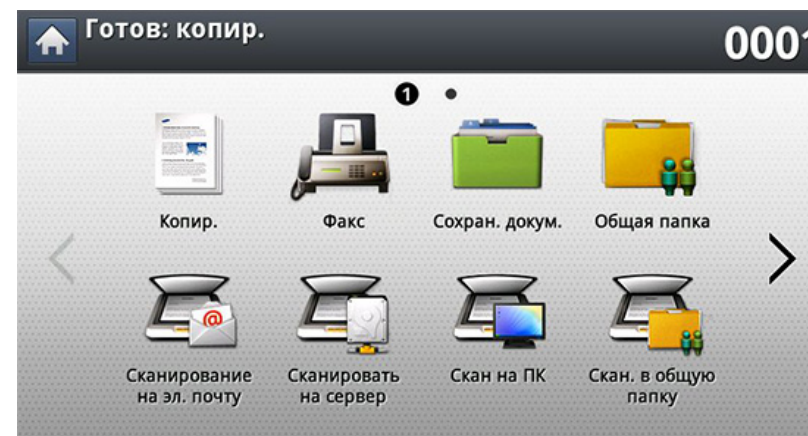 Готов: копир.
0001
1
Копир.
Факс
Сохран. докум.
Общая папка
@
Сканирование
на эл. почту
Сканировать
на сервер
Скан на ПК
Скан. в общую
папку